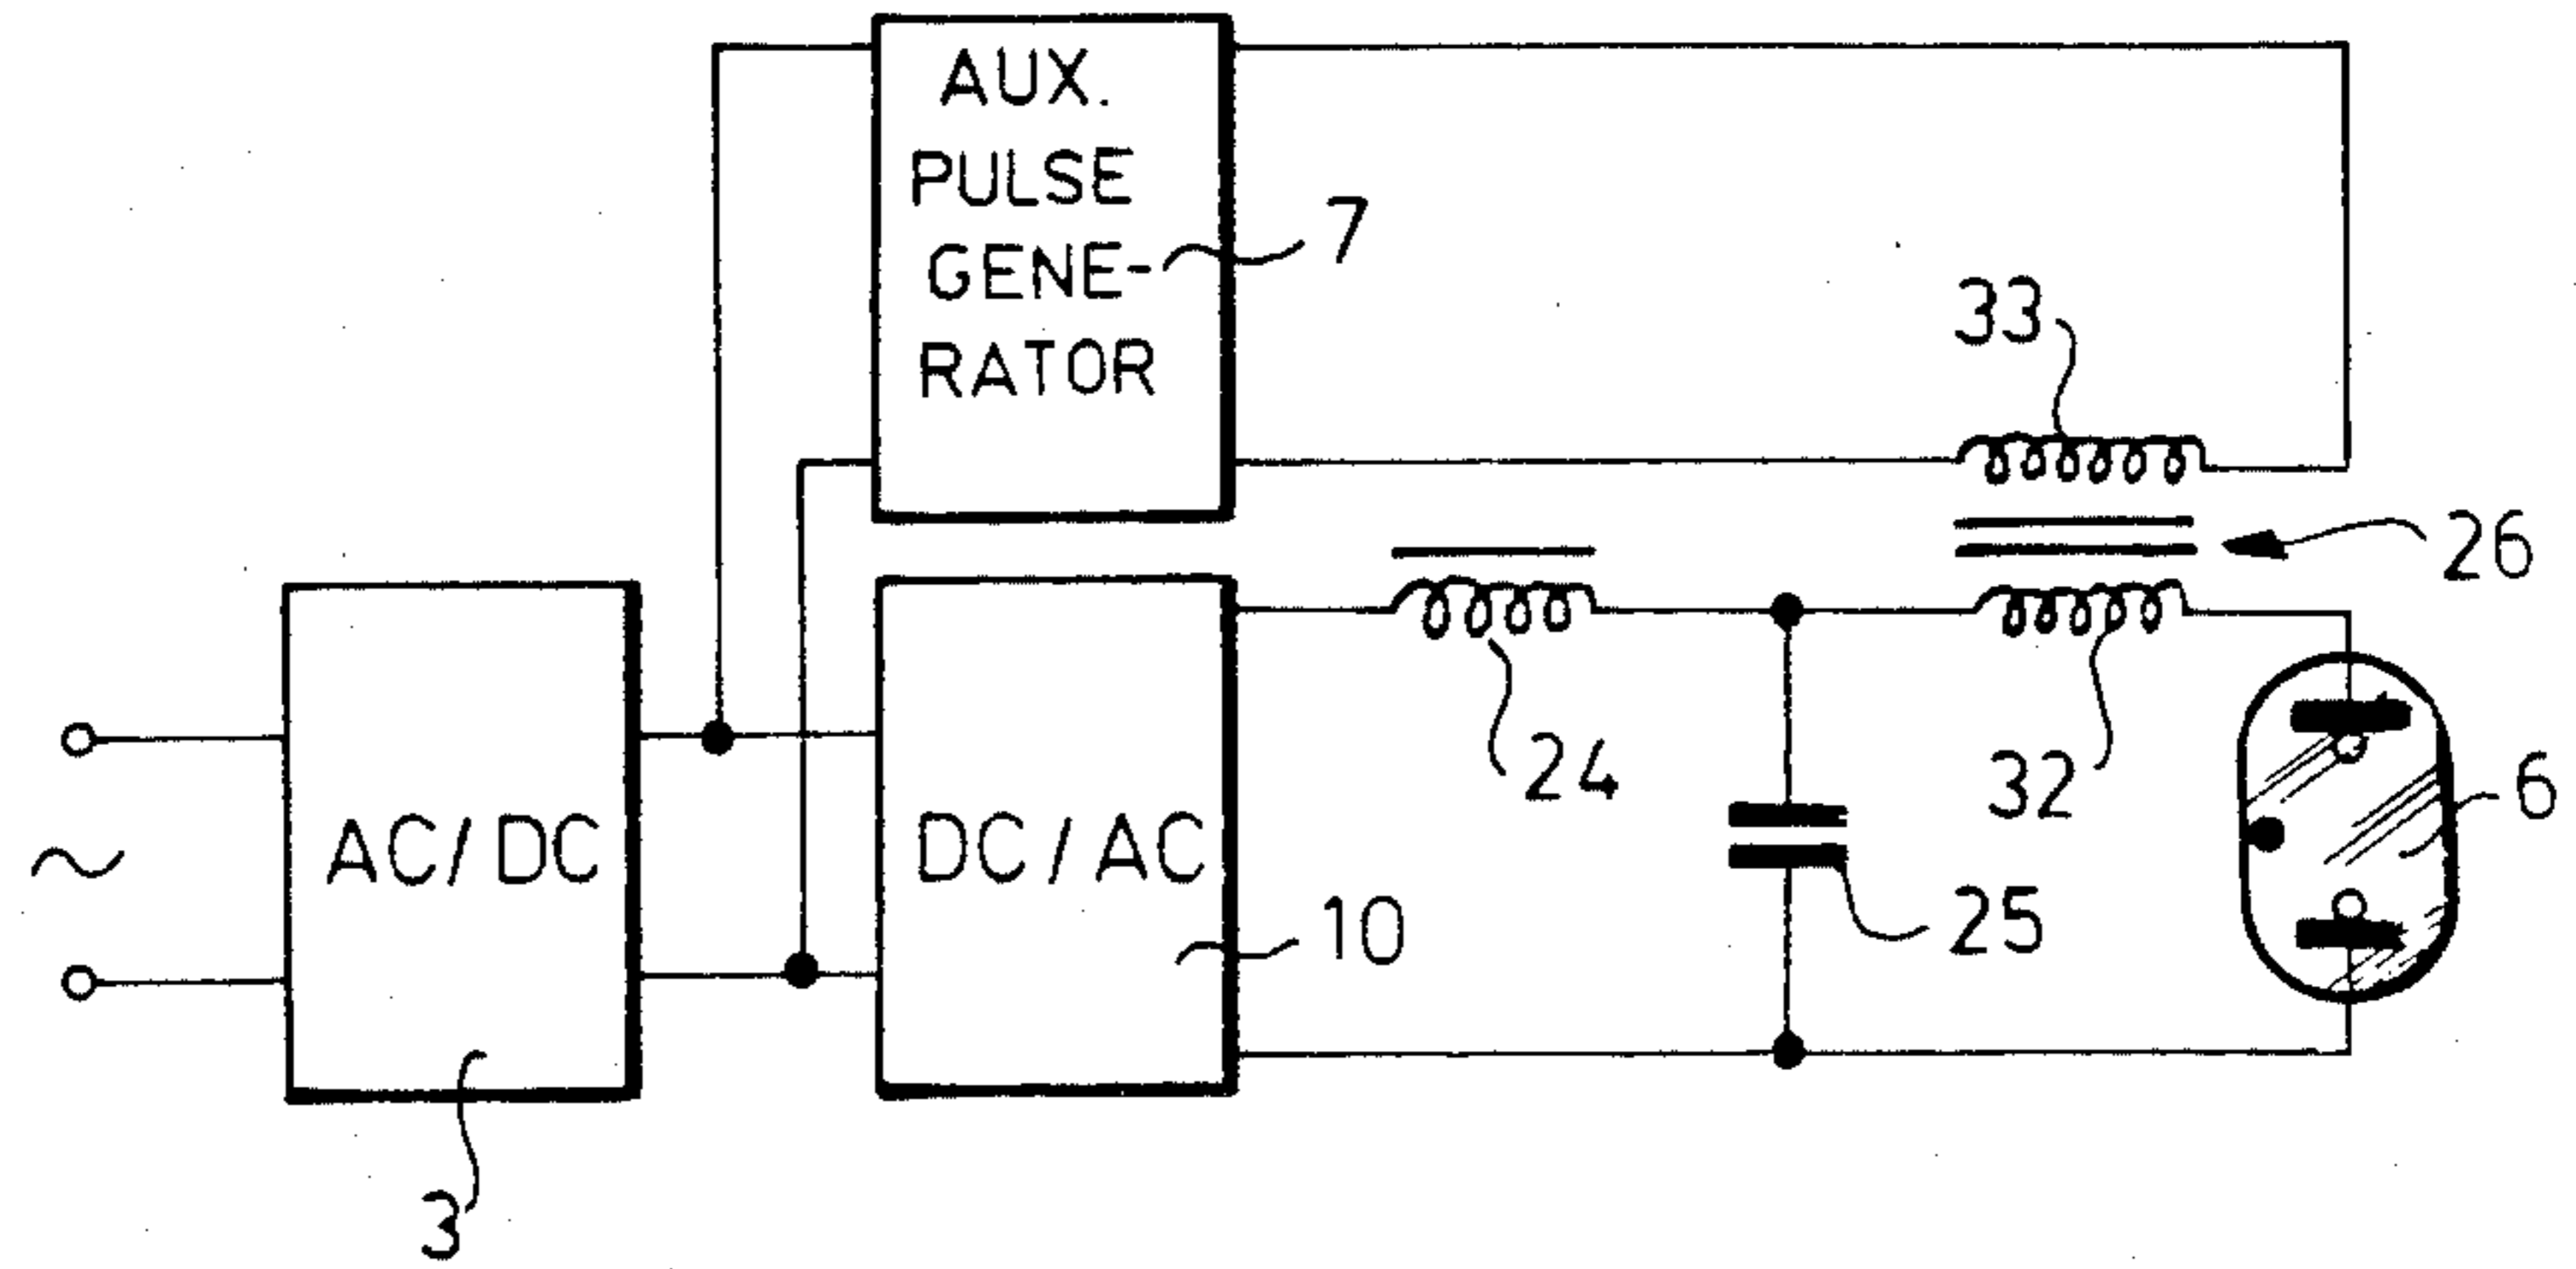 AUX.
PULSE
GENE-
RATOR
7
33
26
24
32
6
~
AC/DC
DC/AC
10
25
3